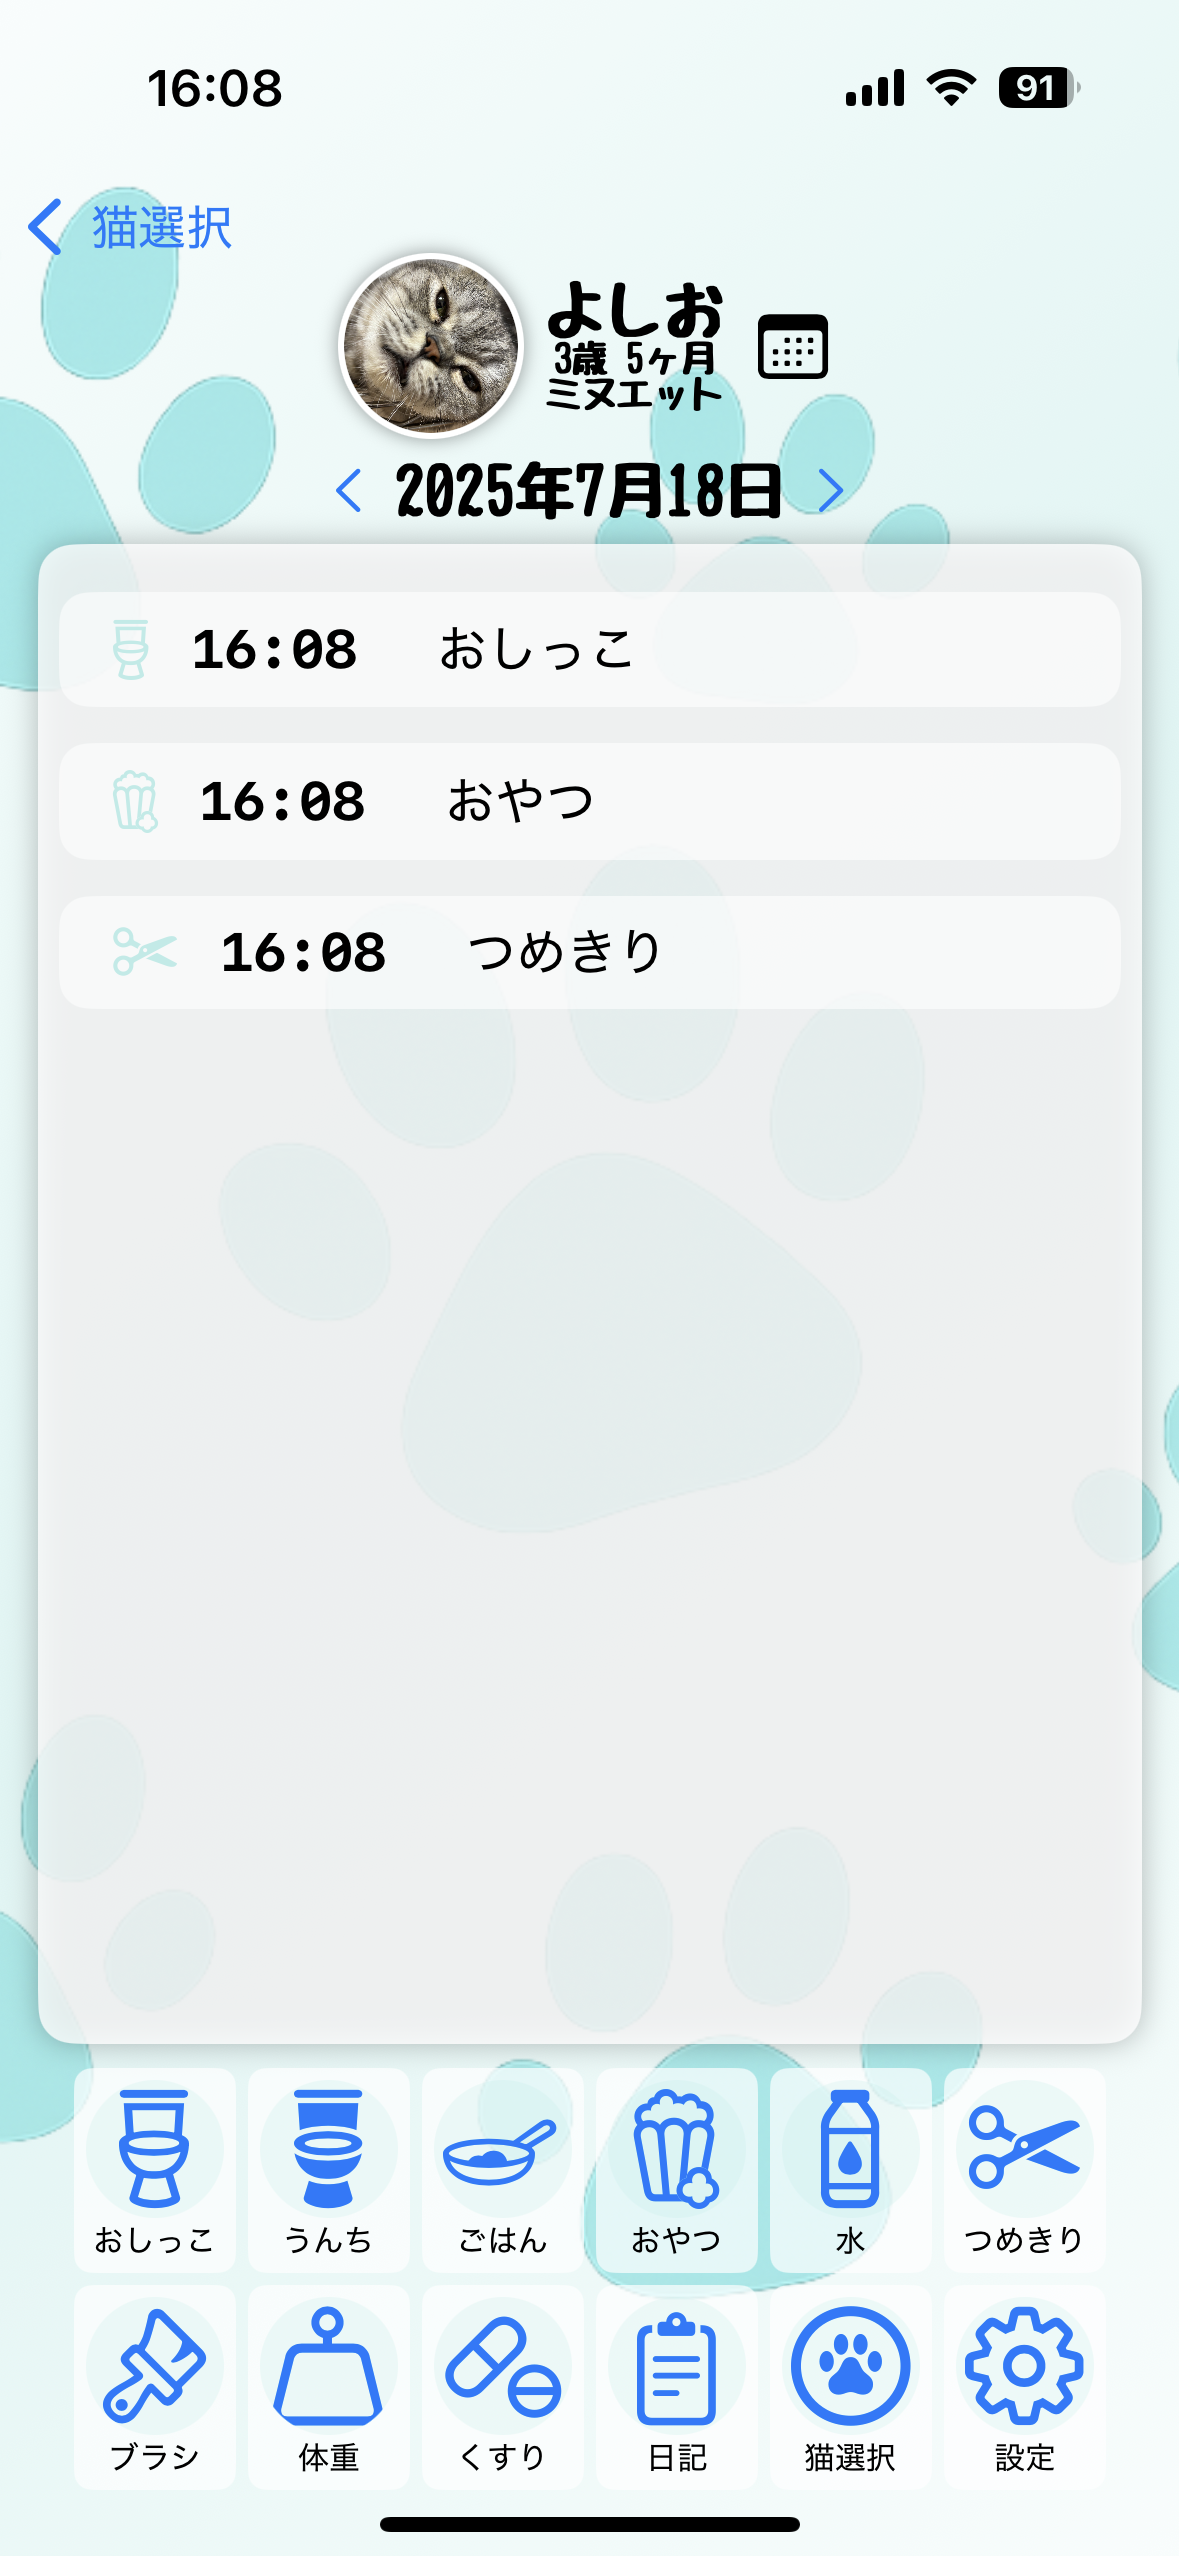 16:08
91
猫選択
よしお
3歳 5ヶ月
ミヌエット
2025年7月18日
16:08 おしっこ
16:08 おやつ
16:08 つめきり
おしっこ うんち ごはん おやつ 水 つめきり
ブラシ 体重 くすり 日記 猫選択 設定